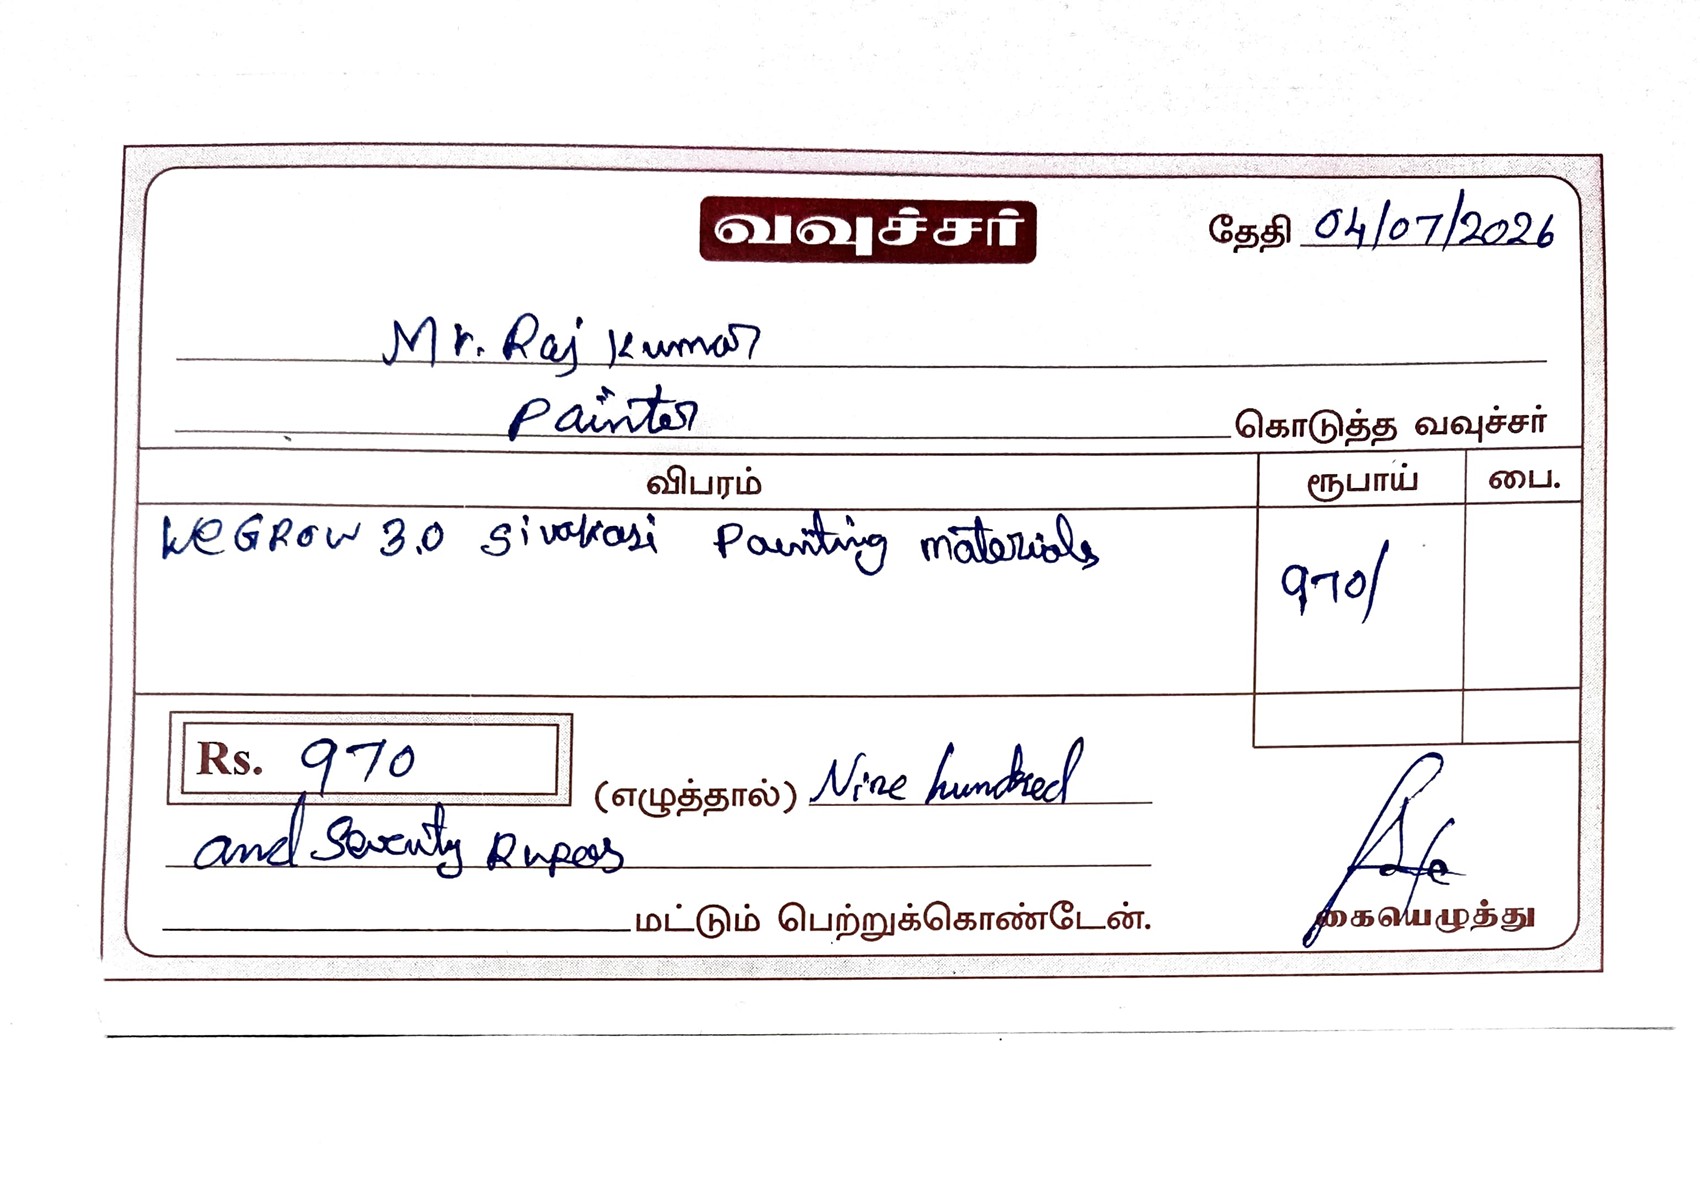 வவுச்சர்
தேதி 04/07/2026
Mr. Raj Kumar
Painter கொடுத்த வவுச்சர்
விபரம் ரூபாய் பை.
WeGROW 3.0 Sivakasi Painting materials
970/
Rs. 970 (எழுத்தால்) Nine hundred
and Seventy Rupees
மட்டும் பெற்றுக்கொண்டேன்.
கையெழுத்து